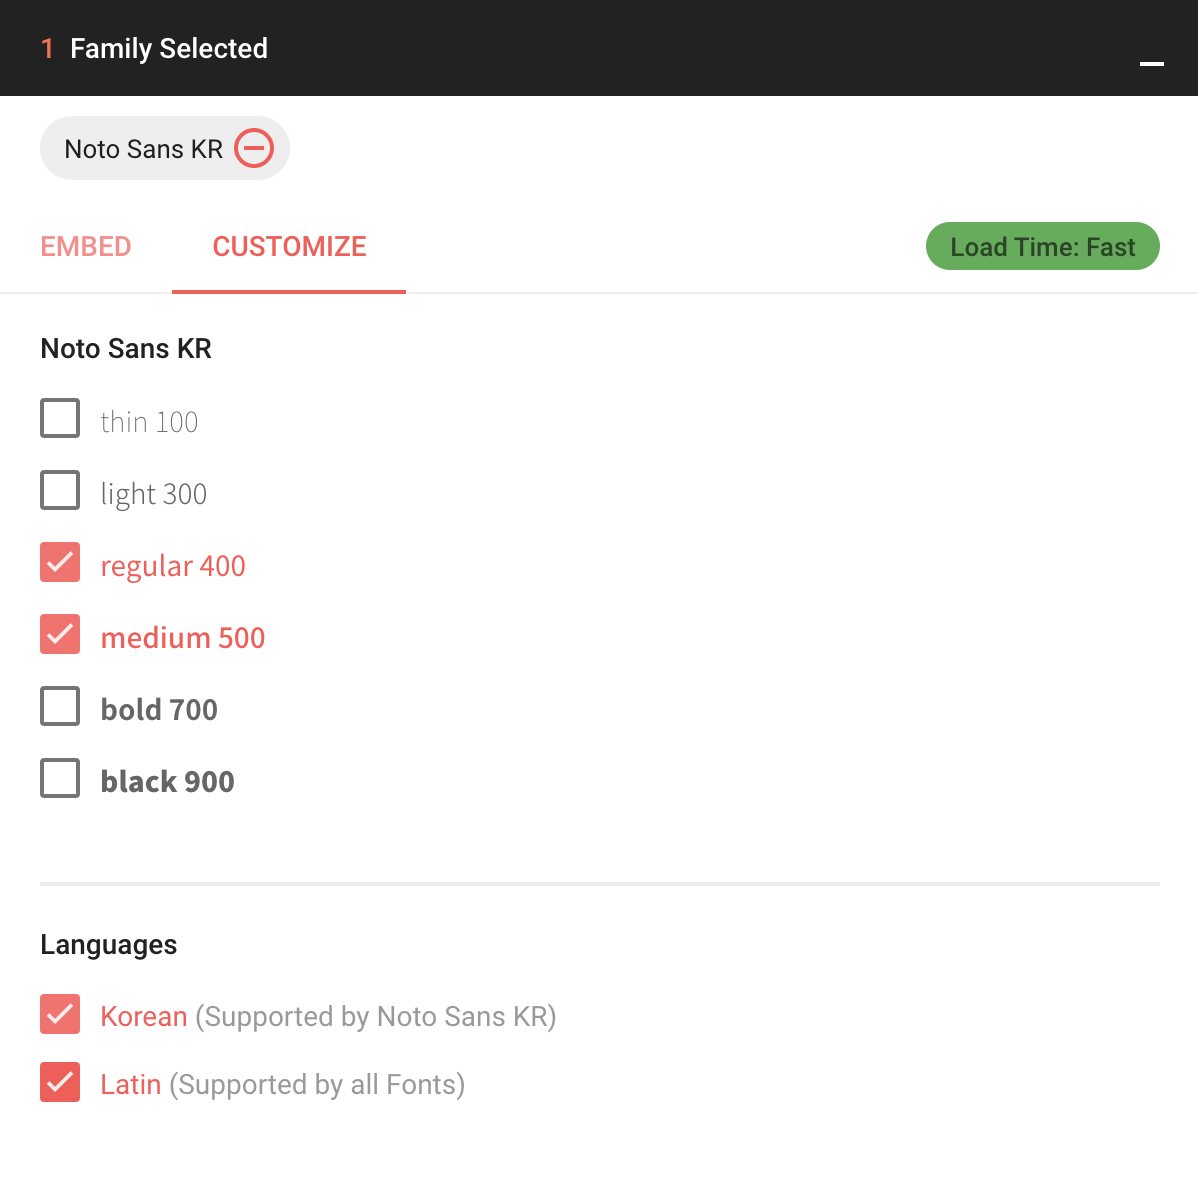 1 Family Selected
Noto Sans KR
EMBED
CUSTOMIZE
Load Time: Fast
Noto Sans KR
thin 100
light 300
regular 400
medium 500
bold 700
black 900
Languages
Korean (Supported by Noto Sans KR)
Latin (Supported by all Fonts)